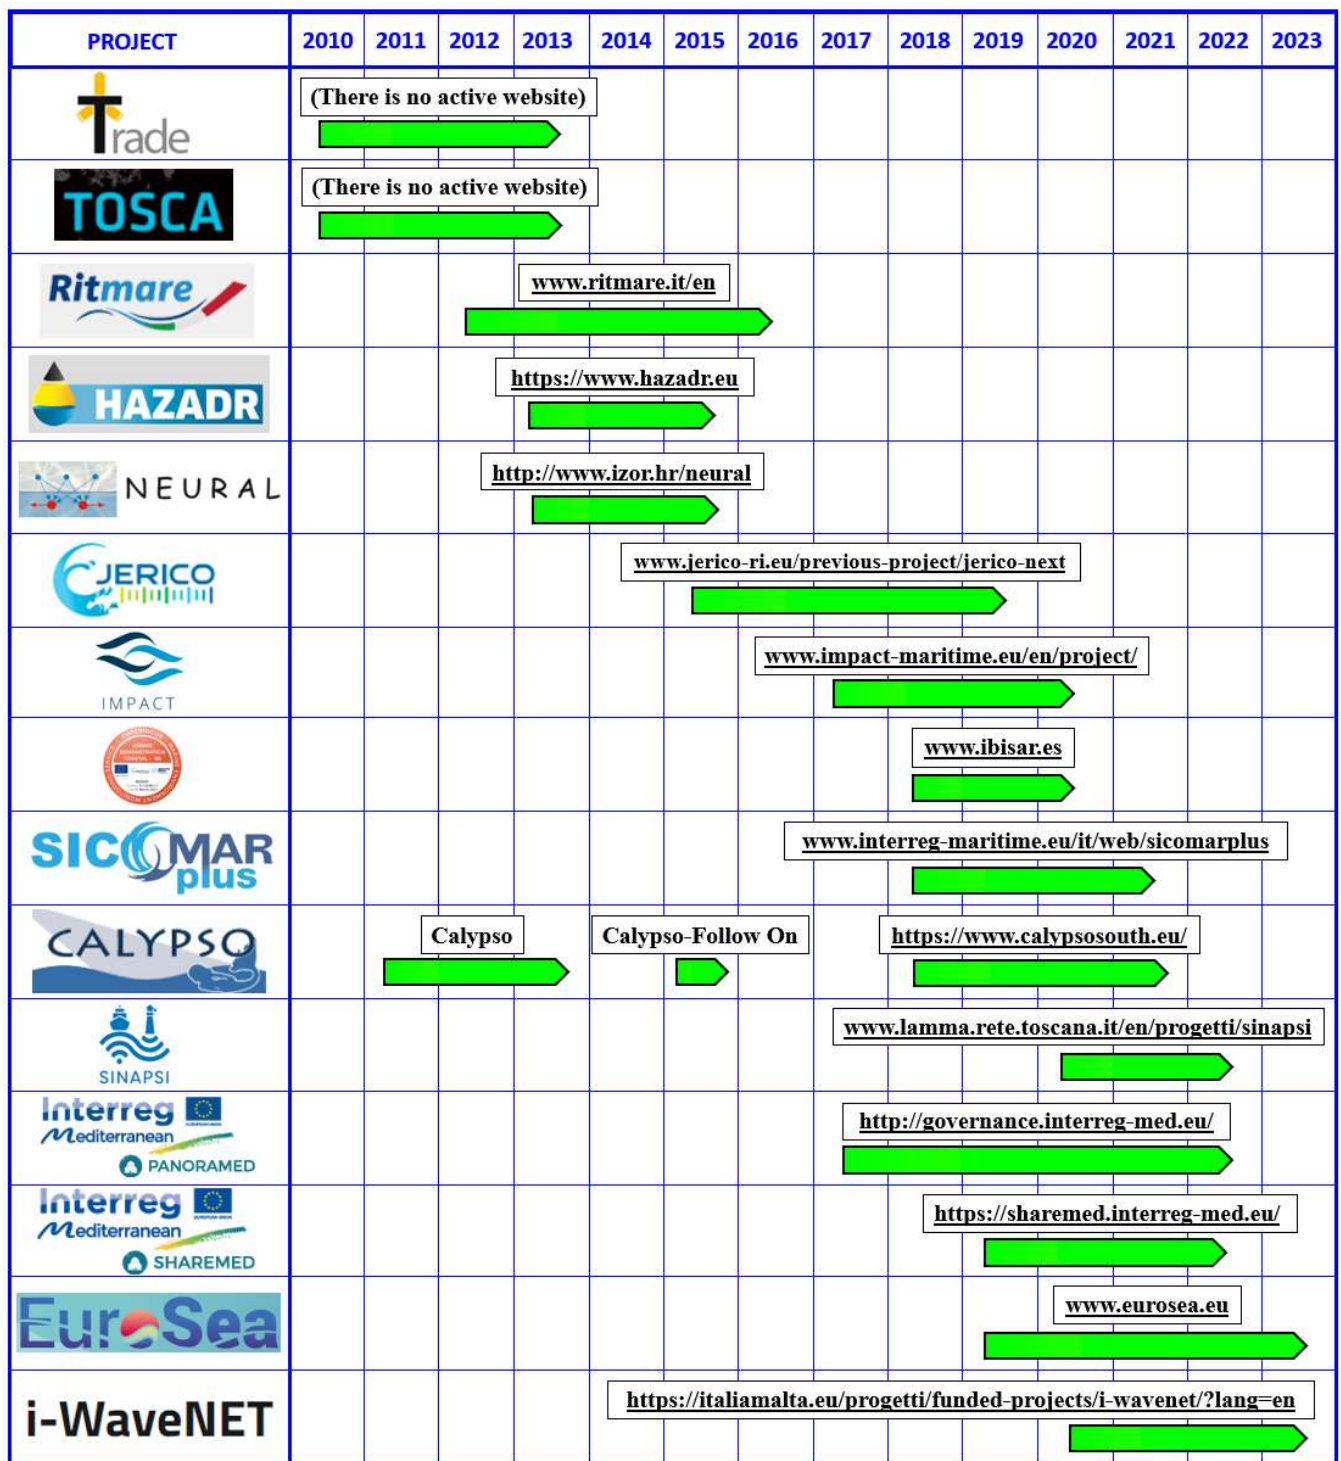 PROJECT 2010 2011 2012 2013 2014 2015 2016 2017 2018 2019 2020 2021 2022 2023
Trade
(There is no active website)
TOSCA
(There is no active website)
Ritmare
www.ritmare.it/en
HAZADR
https://www.hazadr.eu
NEURAL
http://www.izor.hr/neural
JERICO
www.jerico-ri.eu/previous-project/jerico-next
IMPACT
www.impact-maritime.eu/en/project/
www.ibisar.es
SICOMAR
plus
www.interreg-maritime.eu/it/web/sicomarplus
CALYPSO
Calypso
Calypso-Follow On
https://www.calypsosouth.eu/
SINAPSI
www.lamma.rete.toscana.it/en/progetti/sinapsi
Interreg
Mediterranean
PANORAMED
http://governance.interreg-med.eu/
Interreg
Mediterranean
SHAREMED
https://sharemed.interreg-med.eu/
EuroSea
www.eurosea.eu
i-WaveNET
https://italiamalta.eu/progetti/funded-projects/i-wavenet/?lang=en